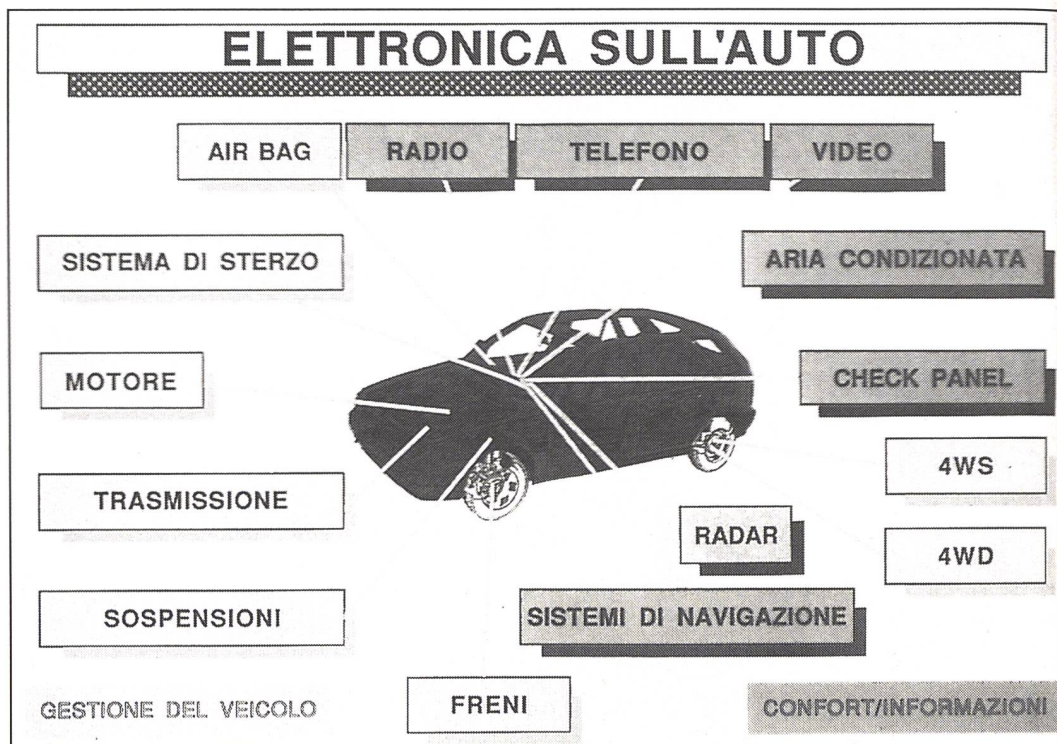 ELETTRONICA SULL'AUTO
AIR BAG
RADIO
TELEFONO
VIDEO
SISTEMA DI STERZO
ARIA CONDIZIONATA
MOTORE
CHECK PANEL
4WS
TRASMISSIONE
RADAR
4WD
SOSPENSIONI
SISTEMI DI NAVIGAZIONE
GESTIONE DEL VEICOLO
FRENI
CONFORT/INFORMAZIONI